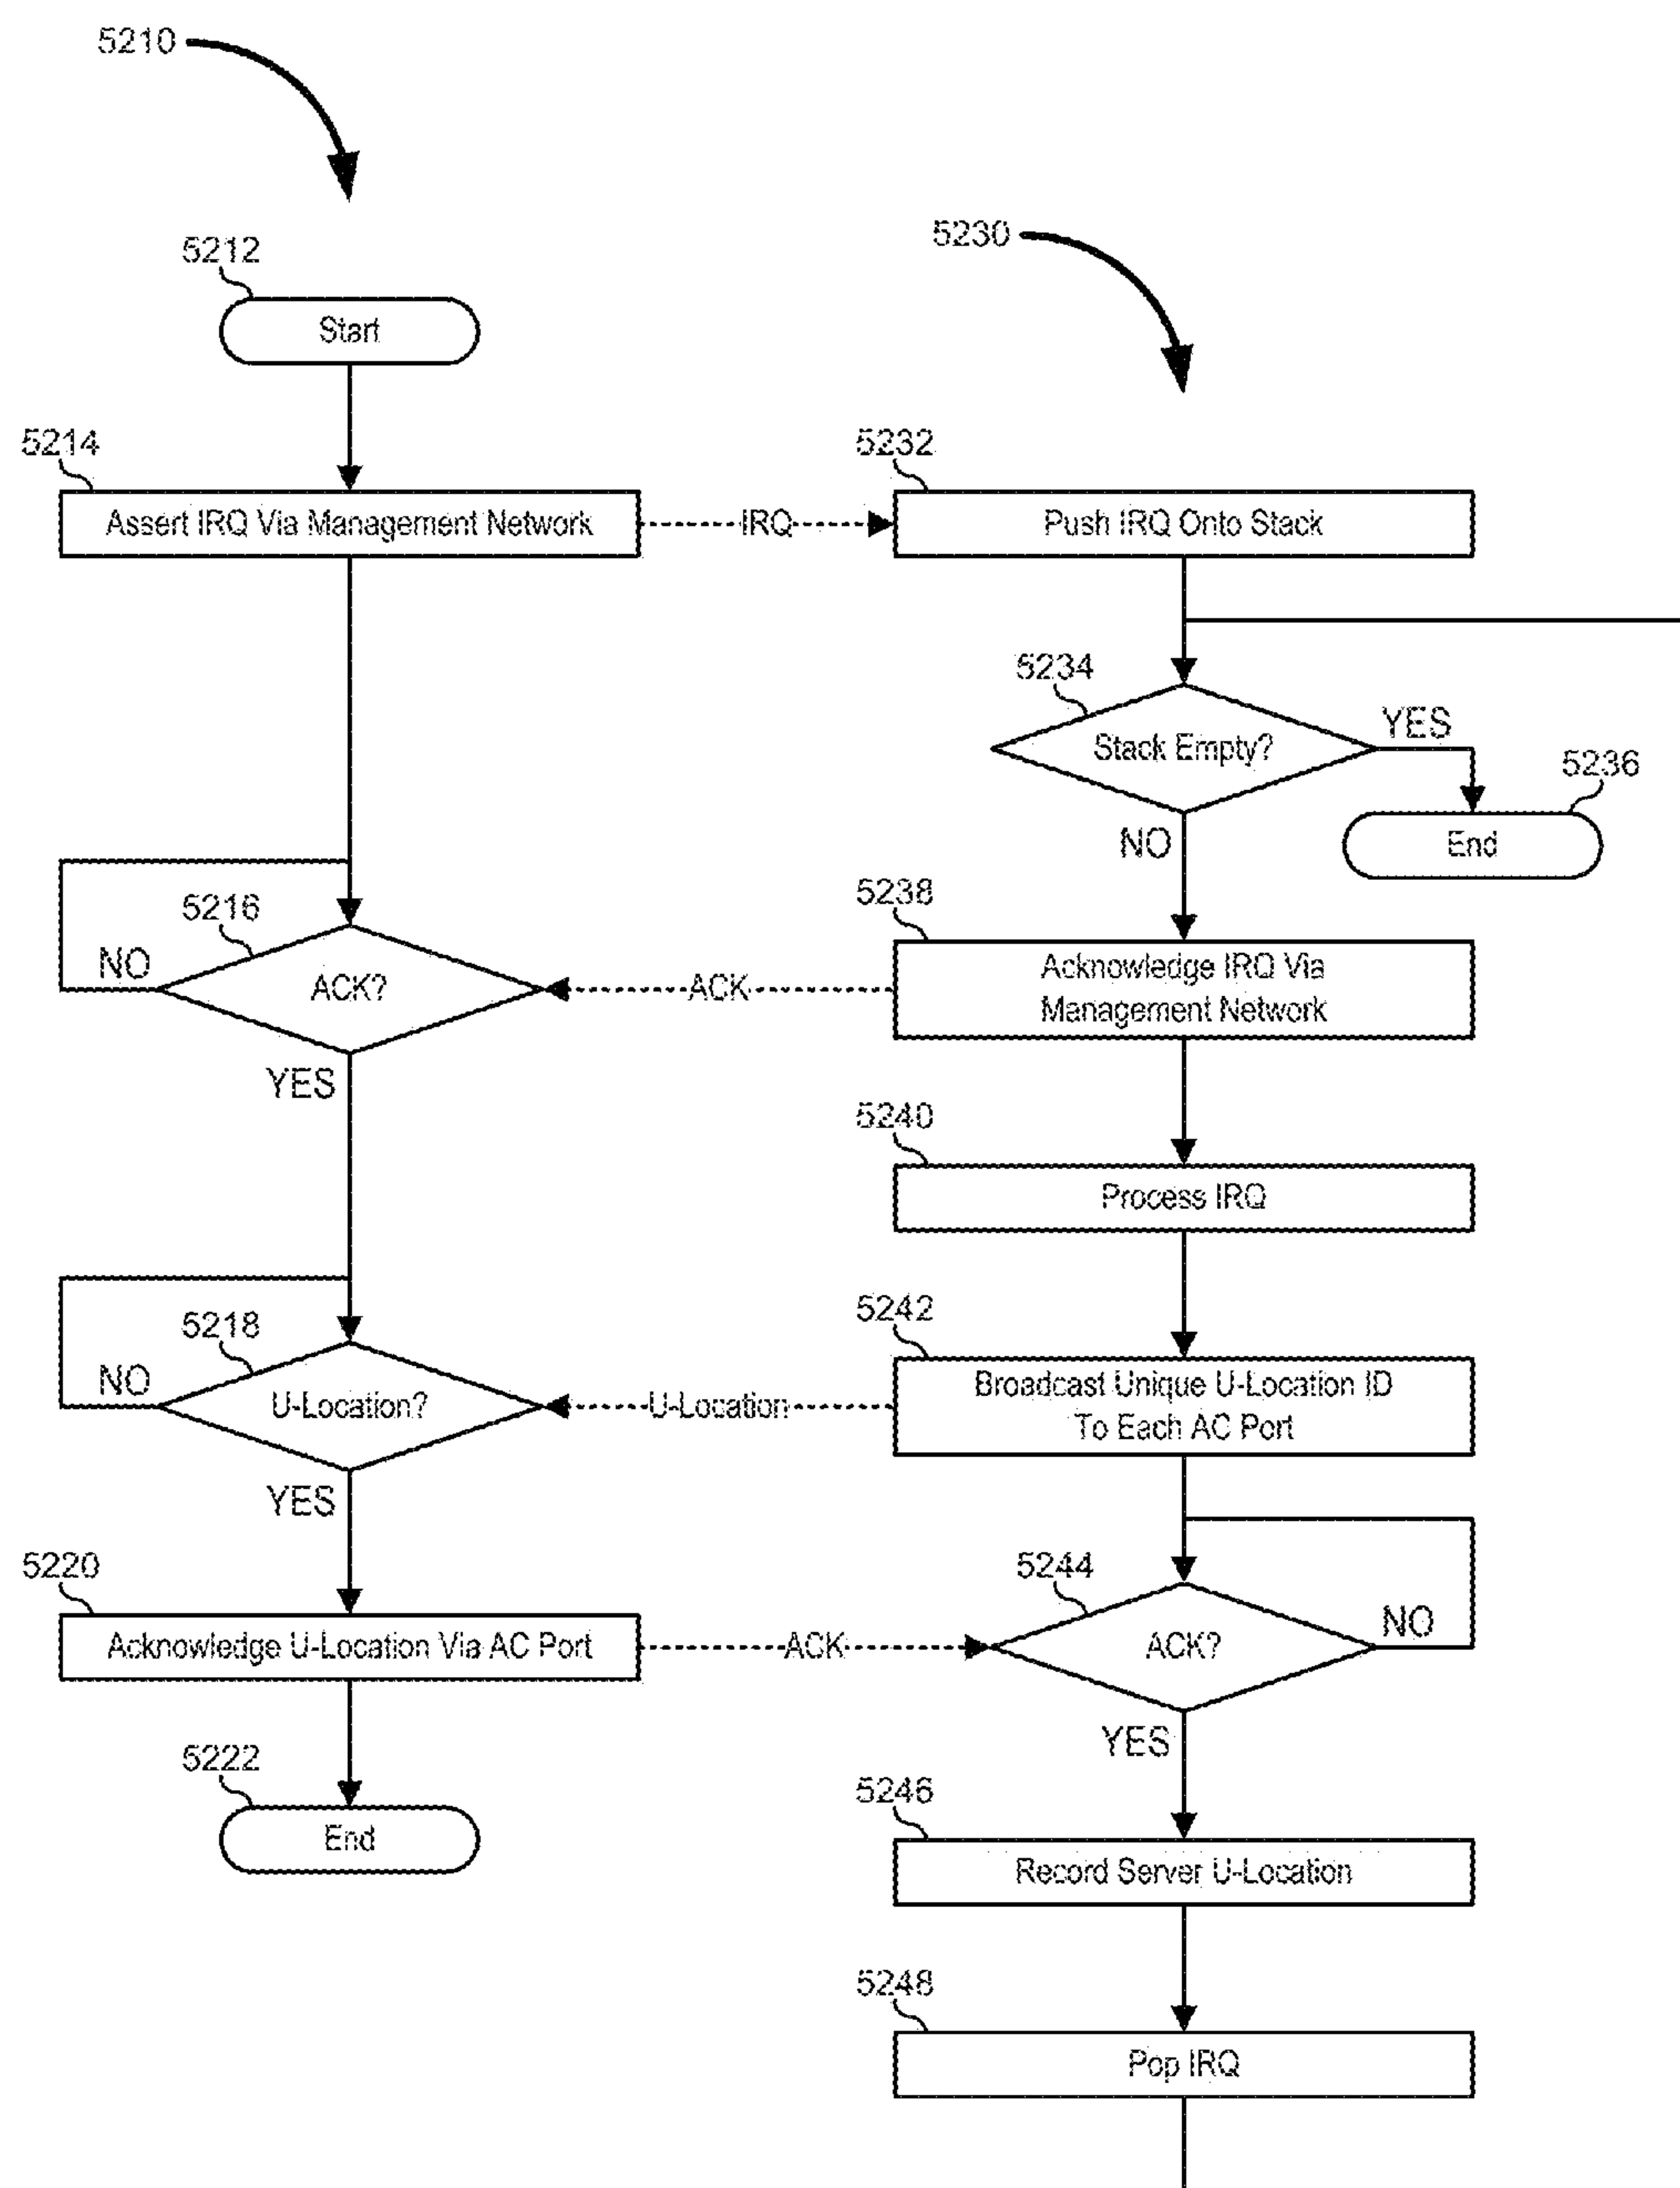 5210
5230
5212
Start
5214
Assert IRQ Via Management Network
IRQ
5232
Push IRQ Onto Stack
5234
Stack Empty?
YES
5236
End
NO
5216
ACK?
NO
YES
ACK
5238
Acknowledge IRQ Via
Management Network
5240
Process IRQ
5218
U-Location?
NO
YES
U-Location
5242
Broadcast Unique U-Location ID
To Each AC Port
5220
Acknowledge U-Location Via AC Port
ACK
5244
ACK?
NO
YES
5222
End
5246
Record Server U-Location
5248
Pop IRQ